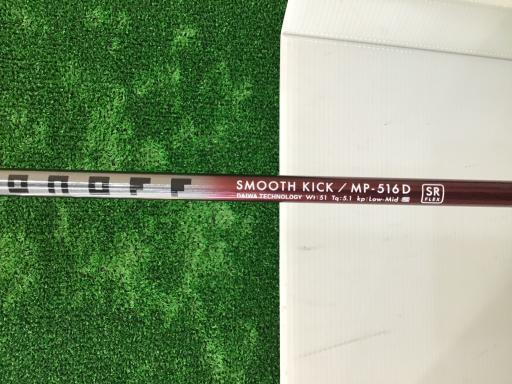 onoff
SMOOTH KICK / MP-516D
SR
FLEX
DAIWA TECHNOLOGY Wt:51 Tq:5.1 kp:Low-Mid